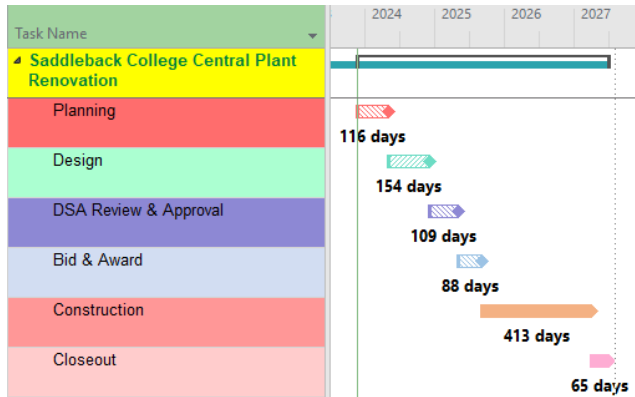 2024 2025 2026 2027
Task Name
Saddleback College Central Plant
Renovation
Planning
116 days
Design
154 days
DSA Review & Approval
109 days
Bid & Award
88 days
Construction
413 days
Closeout
65 days